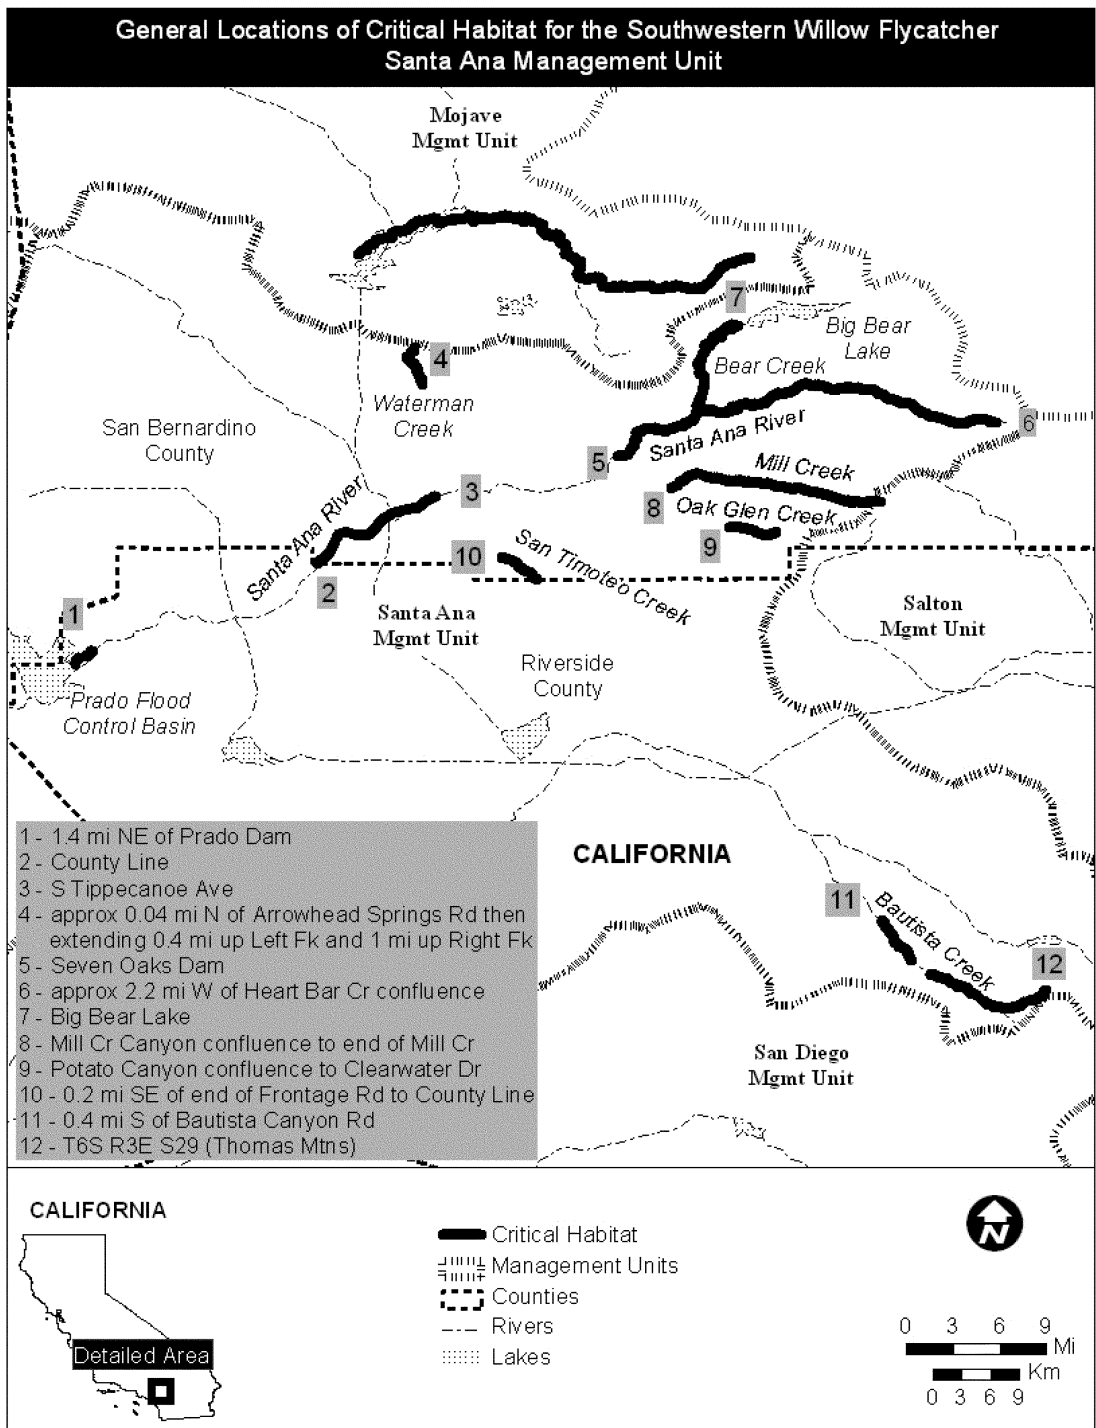 General Locations of Critical Habitat for the Southwestern Willow Flycatcher
Santa Ana Management Unit
Mojave
Mgmt Unit
7
Big Bear
Lake
4
Bear Creek
Waterman
Creek
San Bernardino
County
6
Santa Ana River
5
Mill Creek
3
8
Oak Glen Creek
Santa Ana River
9
10
San Timoteo Creek
2
1
Santa Ana
Mgmt Unit
Salton
Mgmt Unit
Riverside
County
Prado Flood
Control Basin
1 - 1.4 mi NE of Prado Dam
2 - County Line
3 - S Tippecanoe Ave
4 - approx 0.04 mi N of Arrowhead Springs Rd then
extending 0.4 mi up Left Fk and 1 mi up Right Fk
5 - Seven Oaks Dam
6 - approx 2.2 mi W of Heart Bar Cr confluence
7 - Big Bear Lake
8 - Mill Cr Canyon confluence to end of Mill Cr
9 - Potato Canyon confluence to Clearwater Dr
10 - 0.2 mi SE of end of Frontage Rd to County Line
11 - 0.4 mi S of Bautista Canyon Rd
12 - T6S R3E S29 (Thomas Mtns)
CALIFORNIA
11
Bautista Creek
12
San Diego
Mgmt Unit
CALIFORNIA
Detailed Area
Critical Habitat
Management Units
Counties
Rivers
Lakes
N
0 3 6 9
Mi
Km
0 3 6 9